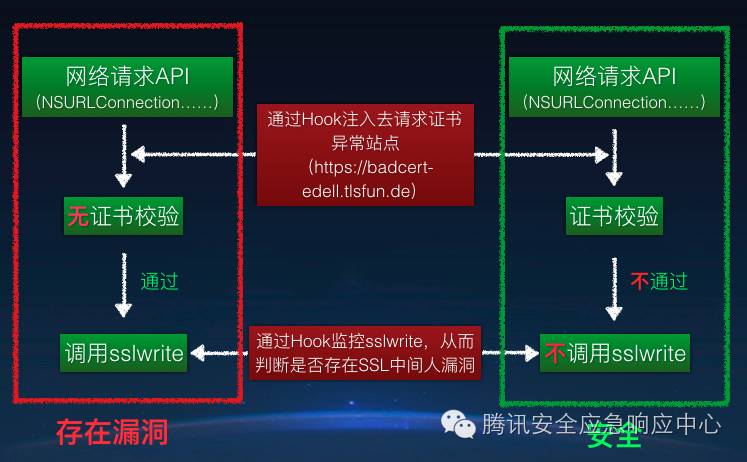 网络请求API
（NSURLConnection……）
无证书校验
通过
调用sslwrite
存在漏洞
通过Hook注入去请求证书
异常站点
（https://badcert-
edell.tlsfun.de）
通过Hook监控sslwrite，从而
判断是否存在SSL中间人漏洞
网络请求API
（NSURLConnection……）
证书校验
不通过
不调用sslwrite
安全
腾讯安全应急响应中心